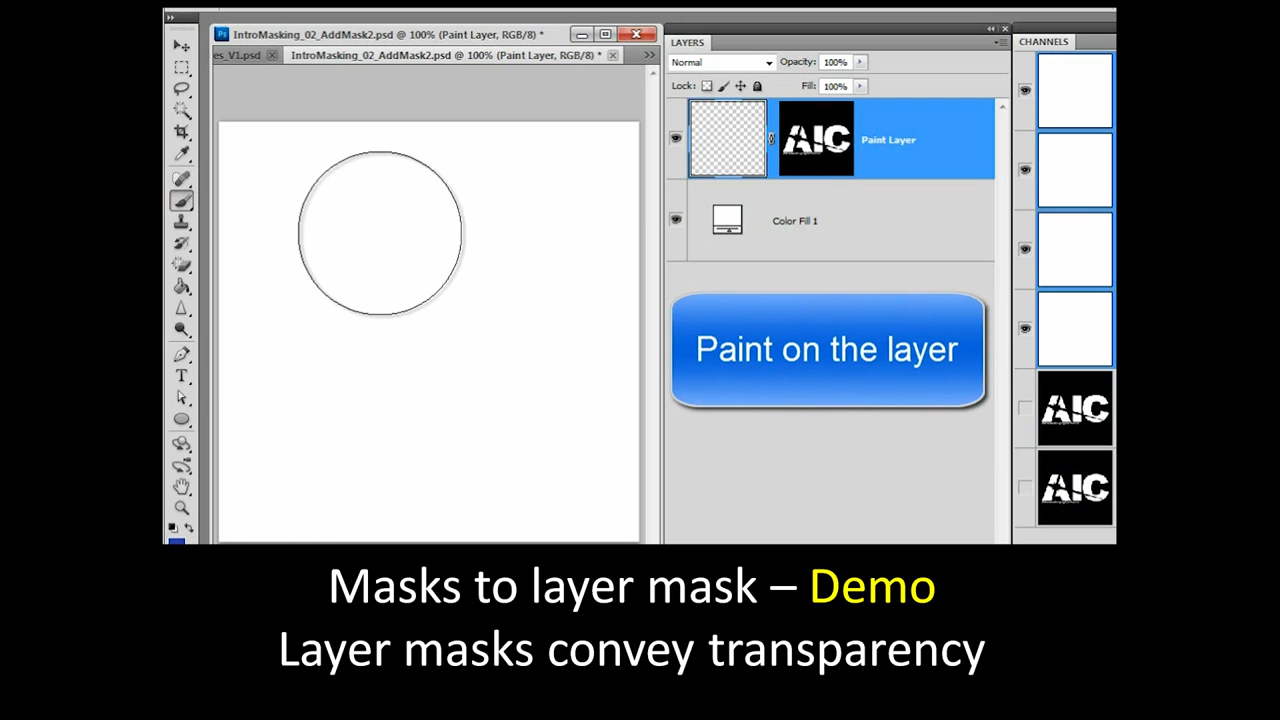 IntroMasking_02_AddMask2.psd @ 100% (Paint Layer, RGB/8) *
es_V1.psd
IntroMasking_02_AddMask2.psd @ 100% (Paint Layer, RGB/8) *
LAYERS
CHANNELS
Normal
Opacity: 100%
Lock:
Fill: 100%
AIC
Paint Layer
Color Fill 1
Paint on the layer
AIC
AIC
Masks to layer mask – Demo
Layer masks convey transparency